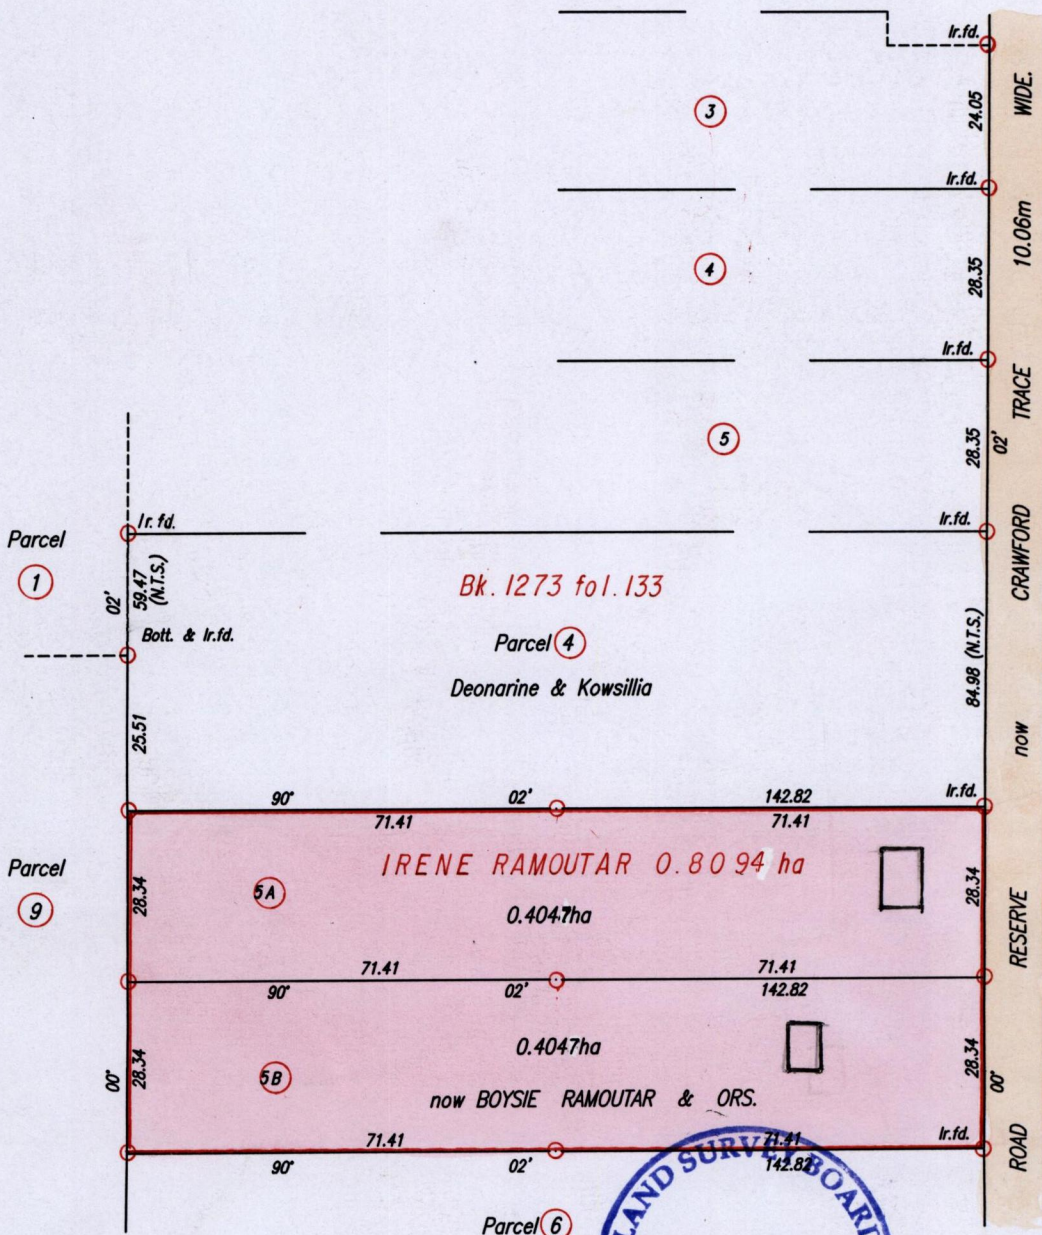 Ir.fd.
24.05
WIDE.
3
Ir.fd.
10.06m
4
28.35
Ir.fd.
TRACE
5
28.35
02'
Ir.fd.
Ir.fd.
CRAWFORD
Parcel
1
02'
59.47
(N.T.S.)
Bk. 1273 fol. 133
Bott. & Ir.fd.
Parcel 4
Deonarine & Kowsillia
84.98 (N.T.S.)
25.51
now
90° 02' 142.82 Ir.fd.
71.41 71.41
Parcel
9
IRENE RAMOUTAR 0.8094 ha
28.34
5A
0.4047ha
28.34
RESERVE
71.41 71.41
90° 02' 142.82
0.4047ha
00°
28.34
5B
28.34
00°
now BOYSIE RAMOUTAR & ORS.
71.41 71.41 Ir.fd.
ROAD
90° 02' 142.82
LAND SURVEY BOARD
Parcel 6